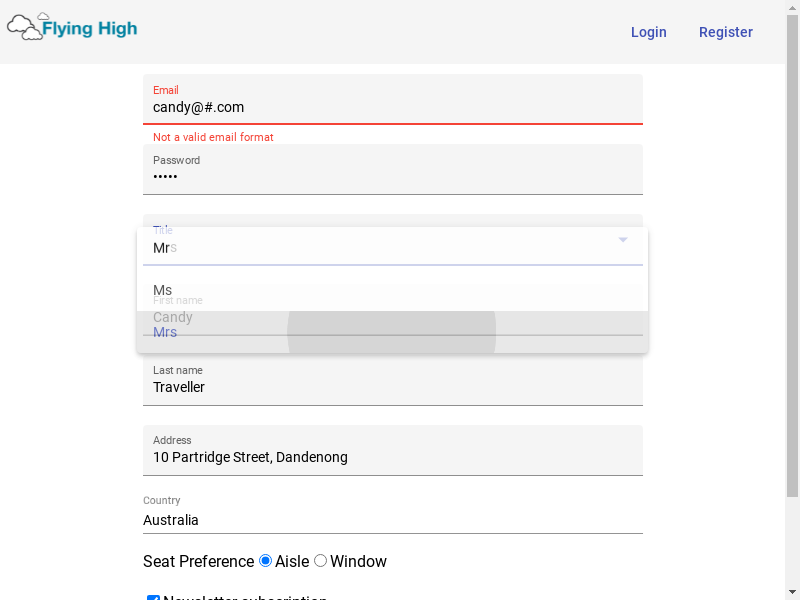 Flying High
Login Register
Email
candy@#.com
Not a valid email format
Password
•••••
Title
Mrs
Ms
First name
Candy
Mrs
Last name
Traveller
Address
10 Partridge Street, Dandenong
Country
Australia
Seat Preference Aisle Window
Newsletter subscription